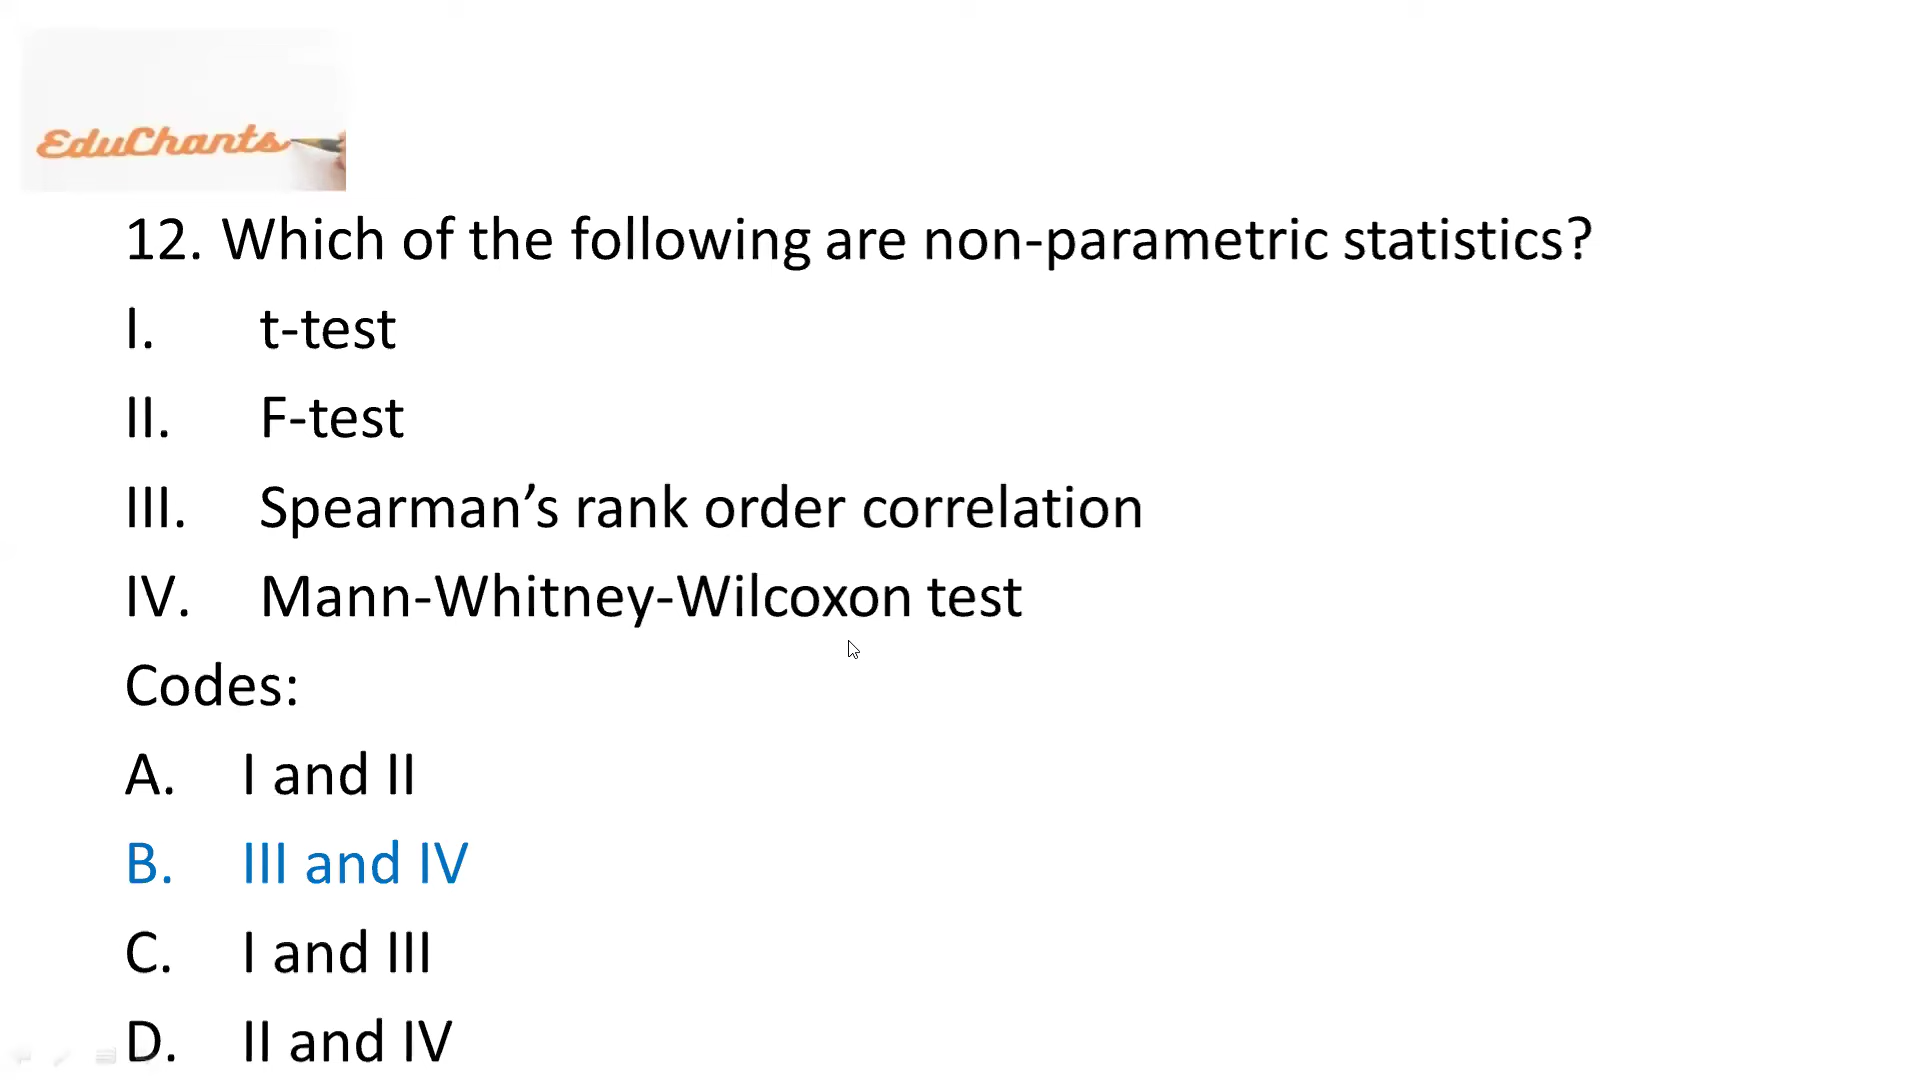 EduChants
12. Which of the following are non-parametric statistics?
I. t-test
II. F-test
III. Spearman’s rank order correlation
IV. Mann-Whitney-Wilcoxon test
Codes:
A. I and II
B. III and IV
C. I and III
D. II and IV